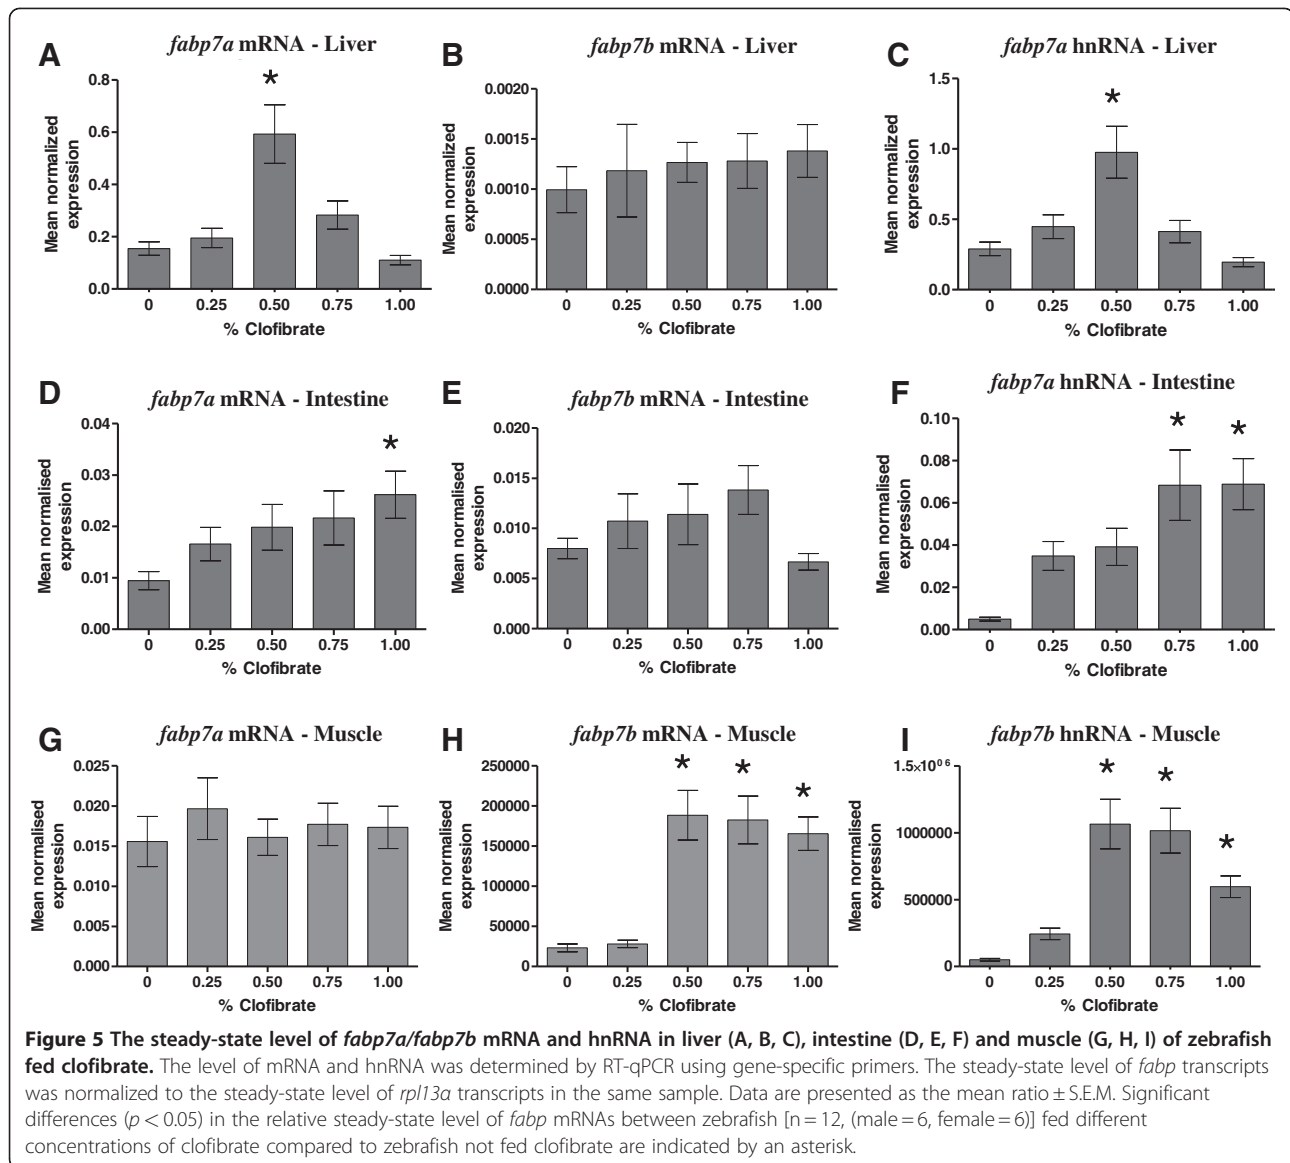 A
fabp7a mRNA - Liver
*
Mean normalized
expression
0.8
0.6
0.4
0.2
0.0
0 0.25 0.50 0.75 1.00
% Clofibrate
B
fabp7b mRNA - Liver
Mean normalized
expression
0.0020
0.0015
0.0010
0.0005
0.0000
0 0.25 0.50 0.75 1.00
% Clofibrate
C
fabp7a hnRNA - Liver
*
Mean normalized
expression
1.5
1.0
0.5
0.0
0 0.25 0.50 0.75 1.00
% Clofibrate
D
fabp7a mRNA - Intestine
*
Mean normalised
expression
0.04
0.03
0.02
0.01
0.00
0 0.25 0.50 0.75 1.00
% Clofibrate
E
fabp7b mRNA - Intestine
Mean normalised
expression
0.020
0.015
0.010
0.005
0.000
0 0.25 0.50 0.75 1.00
% Clofibrate
F
fabp7a hnRNA - Intestine
* *
Mean normalised
expression
0.10
0.08
0.06
0.04
0.02
0.00
0 0.25 0.50 0.75 1.00
% Clofibrate
G
fabp7a mRNA - Muscle
Mean normalised
expression
0.025
0.020
0.015
0.010
0.005
0.000
0 0.25 0.50 0.75 1.00
% Clofibrate
H
fabp7b mRNA - Muscle
* * *
Mean normalised
expression
250000
200000
150000
100000
50000
0
0 0.25 0.50 0.75 1.00
% Clofibrate
I
fabp7b hnRNA - Muscle
* * *
Mean normalised
expression
1.5×10⁰⁶
1000000
500000
0
0 0.25 0.50 0.75 1.00
% Clofibrate
Figure 5 The steady-state level of fabp7a/fabp7b mRNA and hnRNA in liver (A, B, C), intestine (D, E, F) and muscle (G, H, I) of zebrafish
fed clofibrate. The level of mRNA and hnRNA was determined by RT-qPCR using gene-specific primers. The steady-state level of fabp transcripts
was normalized to the steady-state level of rpl13α transcripts in the same sample. Data are presented as the mean ratio ± S.E.M. Significant
differences (p < 0.05) in the relative steady-state level of fabp mRNAs between zebrafish [n = 12, (male = 6, female = 6)] fed different
concentrations of clofibrate compared to zebrafish not fed clofibrate are indicated by an asterisk.